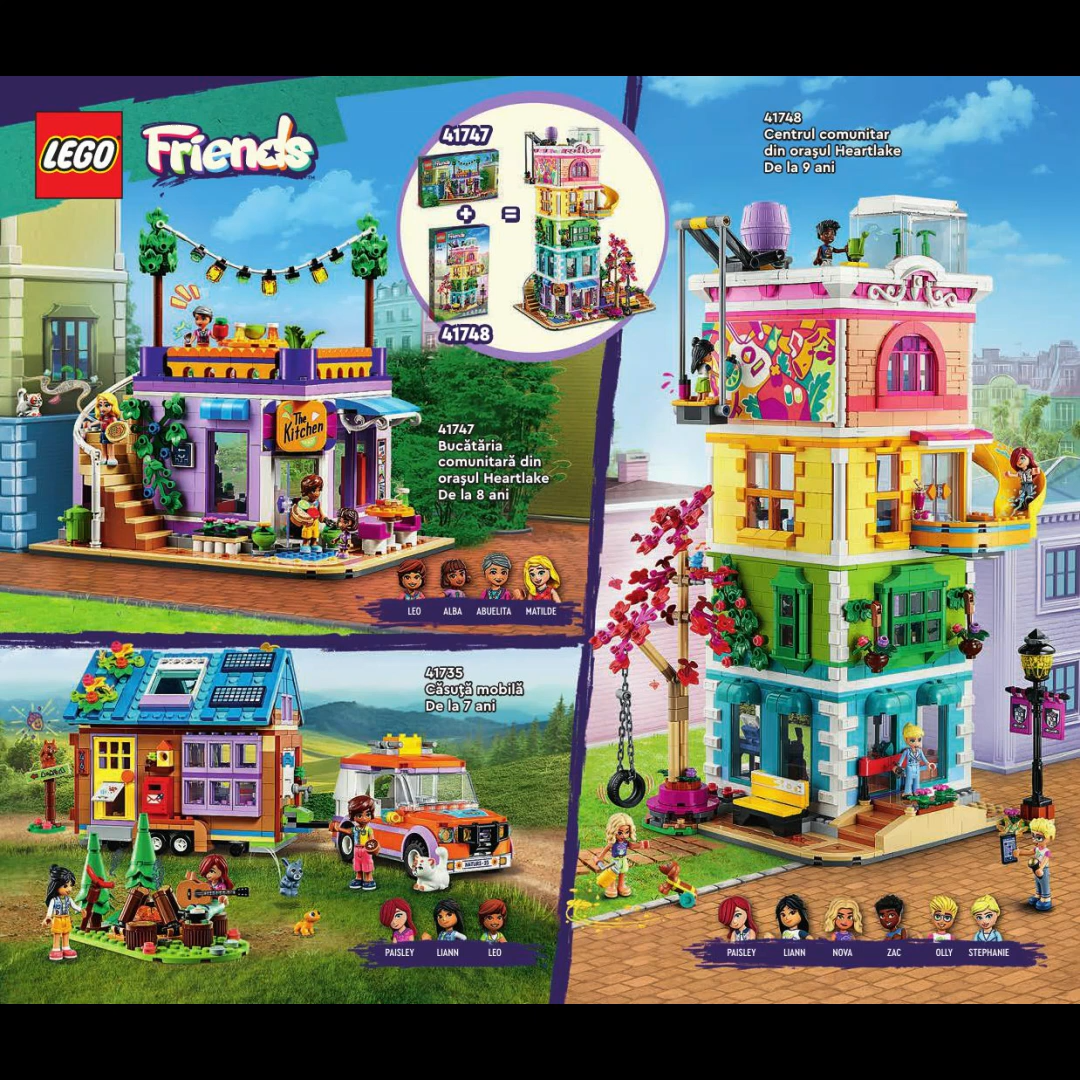 LEGO
Friends
41747
41748
41747
Bucătăria
comunitară din
orașul Heartlake
De la 8 ani
The
Kitchen
LEO ALBA ABUELITA MATILDE
41735
Căsuță mobilă
De la 7 ani
NATURE-22
PAISLEY LIANN LEO
41748
Centrul comunitar
din orașul Heartlake
De la 9 ani
PAISLEY LIANN NOVA ZAC OLLY STEPHANIE